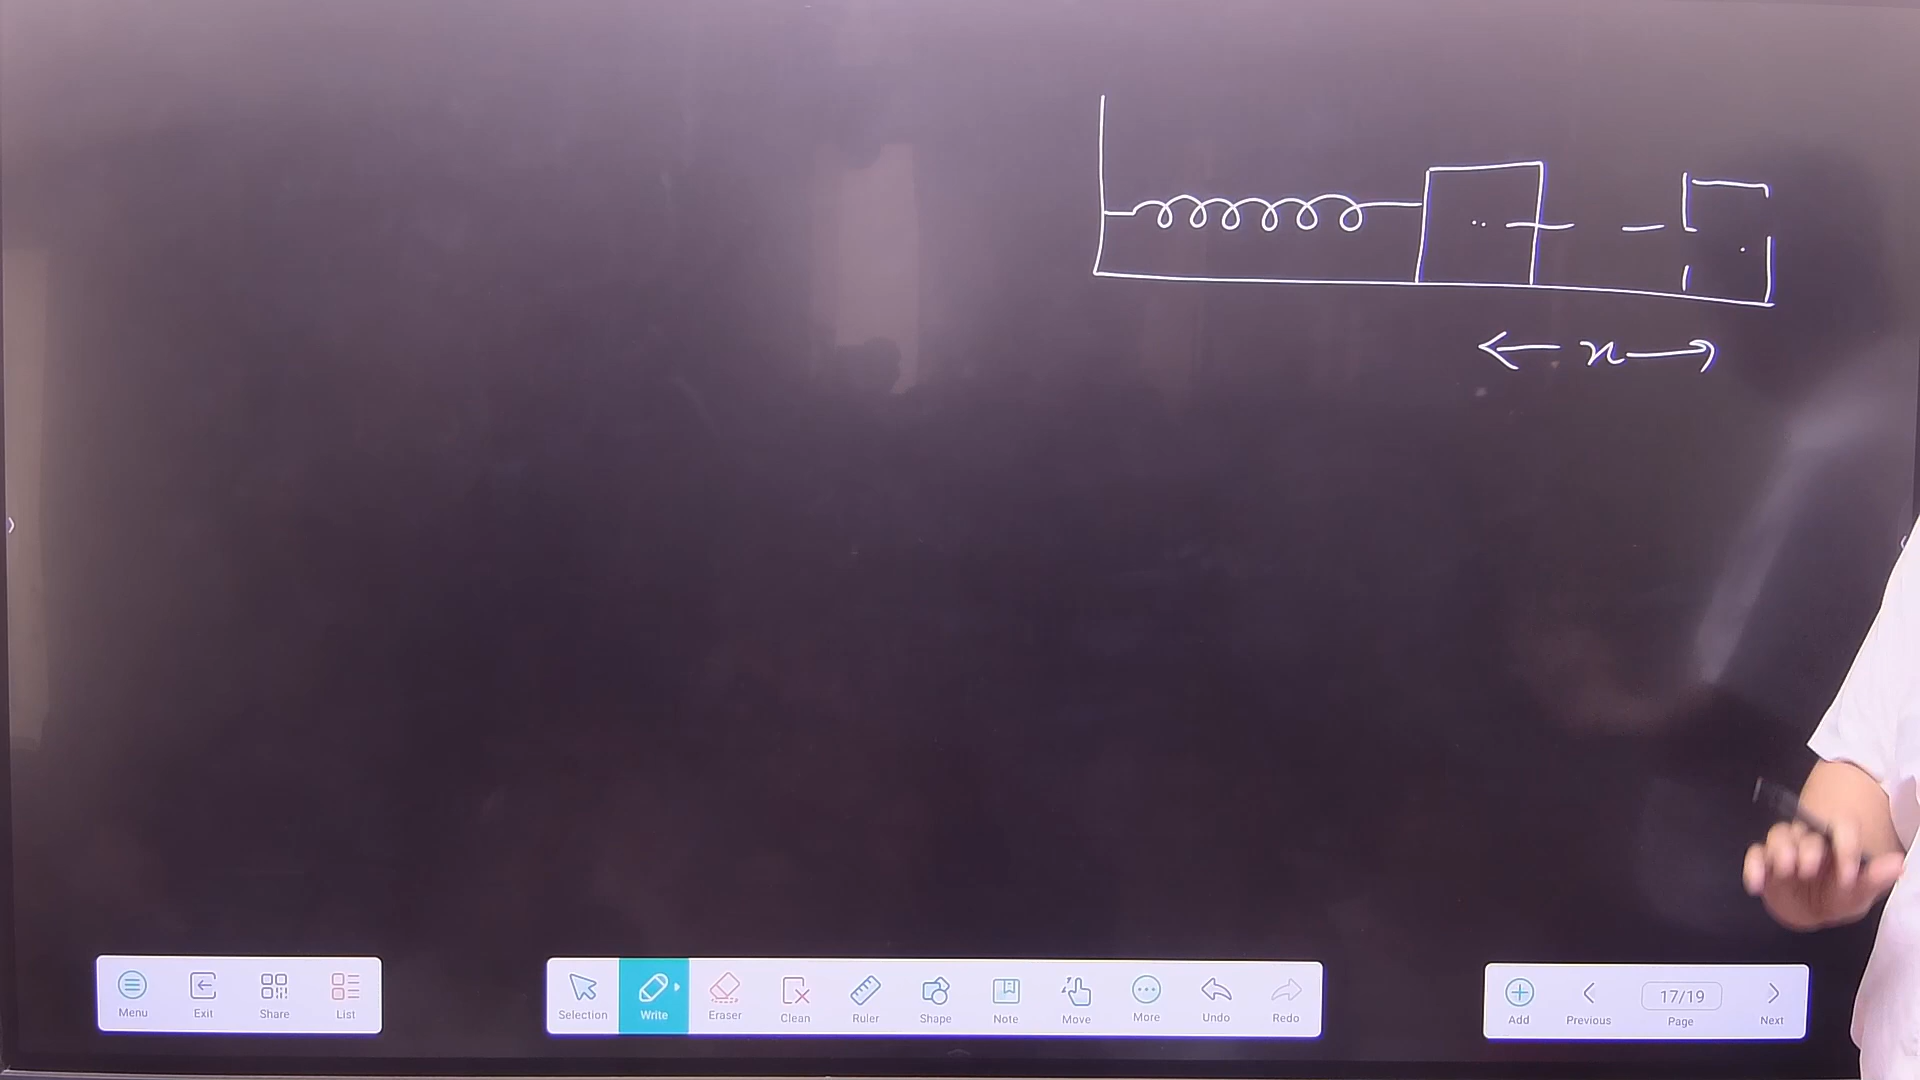 x
Menu Exit Share List
Selection Write Eraser Clean Ruler Shape Note Move More Undo Redo
Add Previous 17/19 Page Next